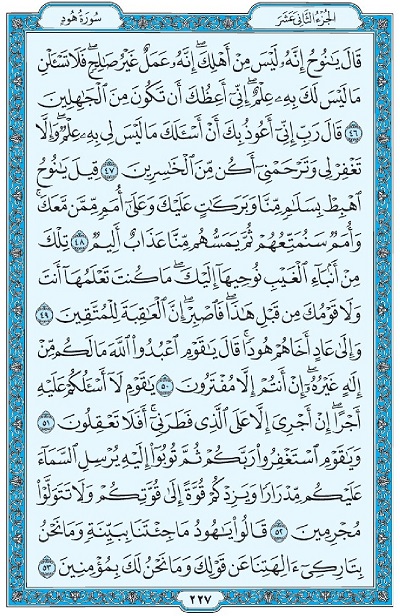 الجزء الثاني عشر سورة هود
قَالَ يَٰنُوحُ إِنَّهُۥ لَيْسَ مِنْ أَهْلِكَ إِنَّهُۥ عَمَلٌ غَيْرُ صَٰلِحٍ فَلَا تَسْـَٔلْنِ
مَا لَيْسَ لَكَ بِهِۦ عِلْمٌ إِنِّىٓ أَعِظُكَ أَن تَكُونَ مِنَ ٱلْجَٰهِلِينَ
٤٦ قَالَ رَبِّ إِنِّىٓ أَعُوذُ بِكَ أَنْ أَسْـَٔلَكَ مَا لَيْسَ لِى بِهِۦ عِلْمٌ وَإِلَّا
تَغْفِرْ لِى وَتَرْحَمْنِىٓ أَكُن مِّنَ ٱلْخَٰسِرِينَ ٤٧ قِيلَ يَٰنُوحُ
ٱهْبِطْ بِسَلَٰمٍ مِّنَّا وَبَرَكَٰتٍ عَلَيْكَ وَعَلَىٰٓ أُمَمٍ مِّمَّن مَّعَكَ
وَأُمَمٌ سَنُمَتِّعُهُمْ ثُمَّ يَمَسُّهُم مِّنَّا عَذَابٌ أَلِيمٌ ٤٨ تِلْكَ
مِنْ أَنۢبَآءِ ٱلْغَيْبِ نُوحِيهَآ إِلَيْكَ مَا كُنتَ تَعْلَمُهَآ أَنتَ
وَلَا قَوْمُكَ مِن قَبْلِ هَٰذَا فَٱصْبِرْ إِنَّ ٱلْعَٰقِبَةَ لِلْمُتَّقِينَ ٤٩
وَإِلَىٰ عَادٍ أَخَاهُمْ هُودًا قَالَ يَٰقَوْمِ ٱعْبُدُوا۟ ٱللَّهَ مَا لَكُم مِّنْ
إِلَٰهٍ غَيْرُهُۥٓ إِنْ أَنتُمْ إِلَّا مُفْتَرُونَ ٥٠ يَٰقَوْمِ لَآ أَسْـَٔلُكُمْ عَلَيْهِ
أَجْرًا إِنْ أَجْرِىَ إِلَّا عَلَى ٱلَّذِى فَطَرَنِىٓ أَفَلَا تَعْقِلُونَ ٥١
وَيَٰقَوْمِ ٱسْتَغْفِرُوا۟ رَبَّكُمْ ثُمَّ تُوبُوٓا۟ إِلَيْهِ يُرْسِلِ ٱلسَّمَآءَ
عَلَيْكُم مِّدْرَارًا وَيَزِدْكُمْ قُوَّةً إِلَىٰ قُوَّتِكُمْ وَلَا تَتَوَلَّوْا۟
مُجْرِمِينَ ٥٢ قَالُوا۟ يَٰهُودُ مَا جِئْتَنَا بِبَيِّنَةٍ وَمَا نَحْنُ
بِتَارِكِىٓ ءَالِهَتِنَا عَن قَوْلِكَ وَمَا نَحْنُ لَكَ بِمُؤْمِنِينَ ٥٣
٢٢٧